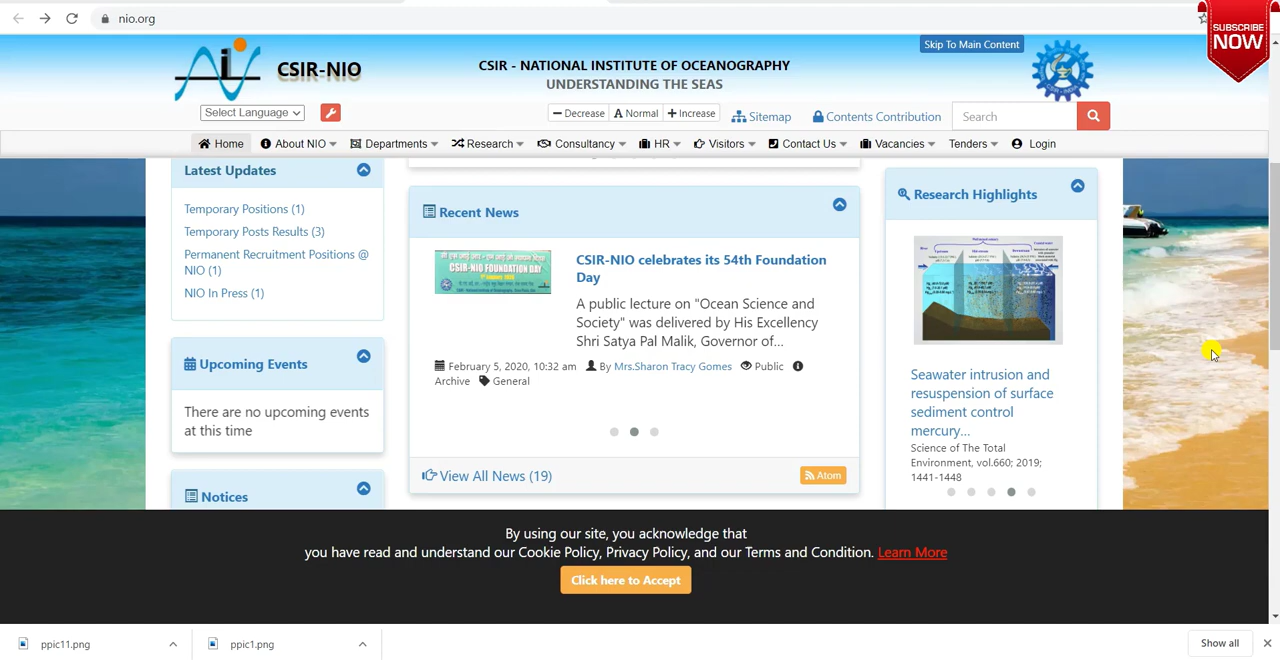 nio.org
SUBSCRIBE
NOW
Skip To Main Content
CSIR-NIO
CSIR - NATIONAL INSTITUTE OF OCEANOGRAPHY
UNDERSTANDING THE SEAS
Select Language
Decrease
A Normal
Increase
Sitemap
Contents Contribution
Search
Home
About NIO
Departments
Research
Consultancy
HR
Visitors
Contact Us
Vacancies
Tenders
Login
Latest Updates
Temporary Positions (1)
Temporary Posts Results (3)
Permanent Recruitment Positions @
NIO (1)
NIO In Press (1)
Upcoming Events
There are no upcoming events
at this time
Notices
Recent News
CSIR-NIO FOUNDATION DAY
CSIR-NIO celebrates its 54th Foundation
Day
A public lecture on "Ocean Science and
Society" was delivered by His Excellency
Shri Satya Pal Malik, Governor of...
February 5, 2020, 10:32 am By Mrs.Sharon Tracy Gomes Public
Archive General
View All News (19)
Atom
Research Highlights
Seawater intrusion and
resuspension of surface
sediment control
mercury...
Science of The Total
Environment, vol.660; 2019;
1441-1448
By using our site, you acknowledge that
you have read and understand our Cookie Policy, Privacy Policy, and our Terms and Condition. Learn More
Click here to Accept
ppic11.png
ppic1.png
Show all